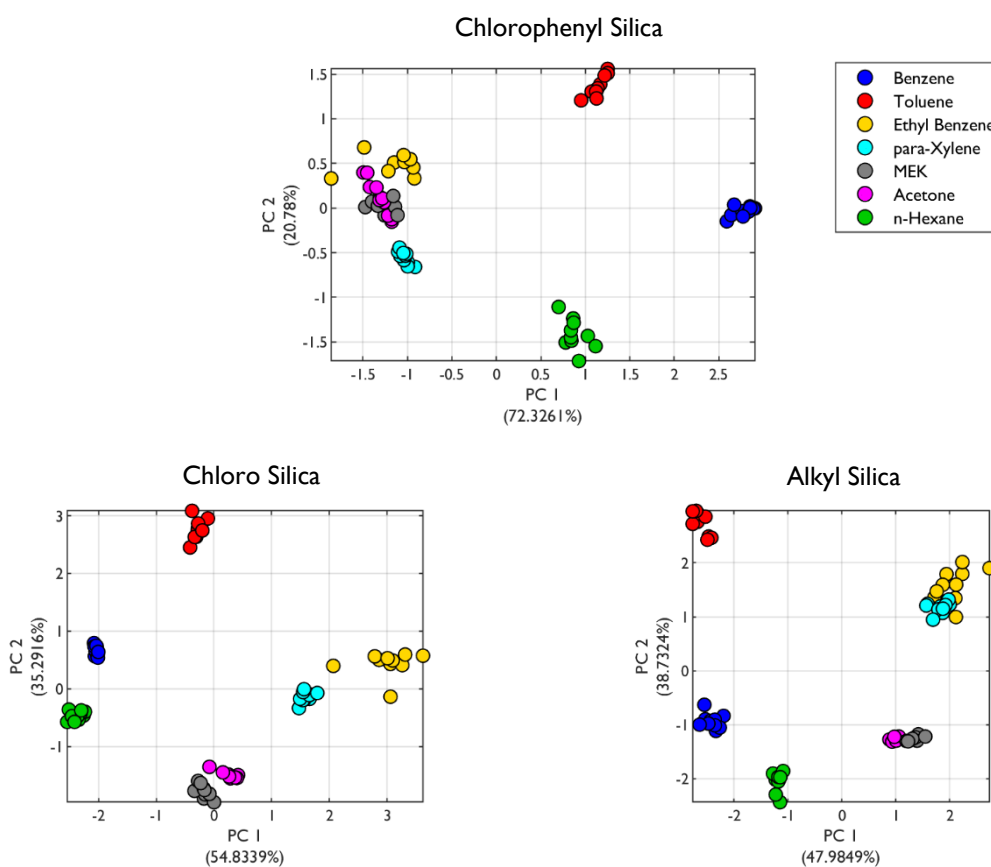 Chlorophenyl Silica
1.5
1
0.5
0
-0.5
-1
-1.5
PC 2
(20.78%)
-1.5
-1
0
0.5
1
1.5
2
2.5
PC 1
(72.3261%)
Benzene
Toluene
Ethyl Benzene
para-Xylene
MEK
Acetone
n-Hexane
Chloro Silica
3
2
1
0
-1
PC 2
(35.2916%)
-2
-1
0
1
2
3
PC 1
(54.8339%)
Alkyl Silica
2
1
0
-1
-2
PC 2
(38.7324%)
-2
-1
0
1
2
PC 1
(47.9849%)